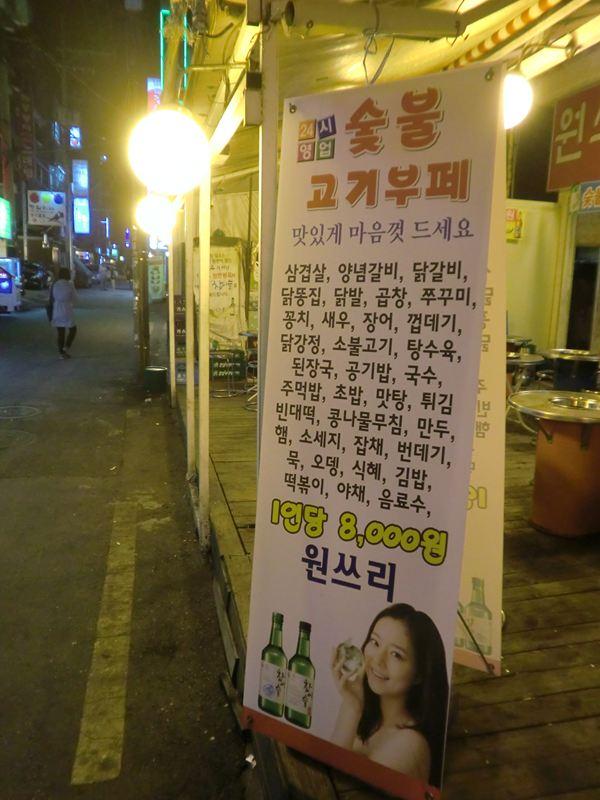 24시
영업
숯불
고기부페
맛있게 마음껏 드세요
삼겹살, 양념갈비, 닭갈비,
닭똥집, 닭발, 곱창, 쭈꾸미,
꽁치, 새우, 장어, 껍데기,
닭강정, 소불고기, 탕수육,
된장국, 공기밥, 국수,
주먹밥, 초밥, 맛탕, 튀김
빈대떡, 콩나물무침, 만두,
햄, 소세지, 잡채, 번데기,
묵, 오뎅, 식혜, 김밥,
떡볶이, 야채, 음료수,
1인당 8,000원
원쓰리
원쓰